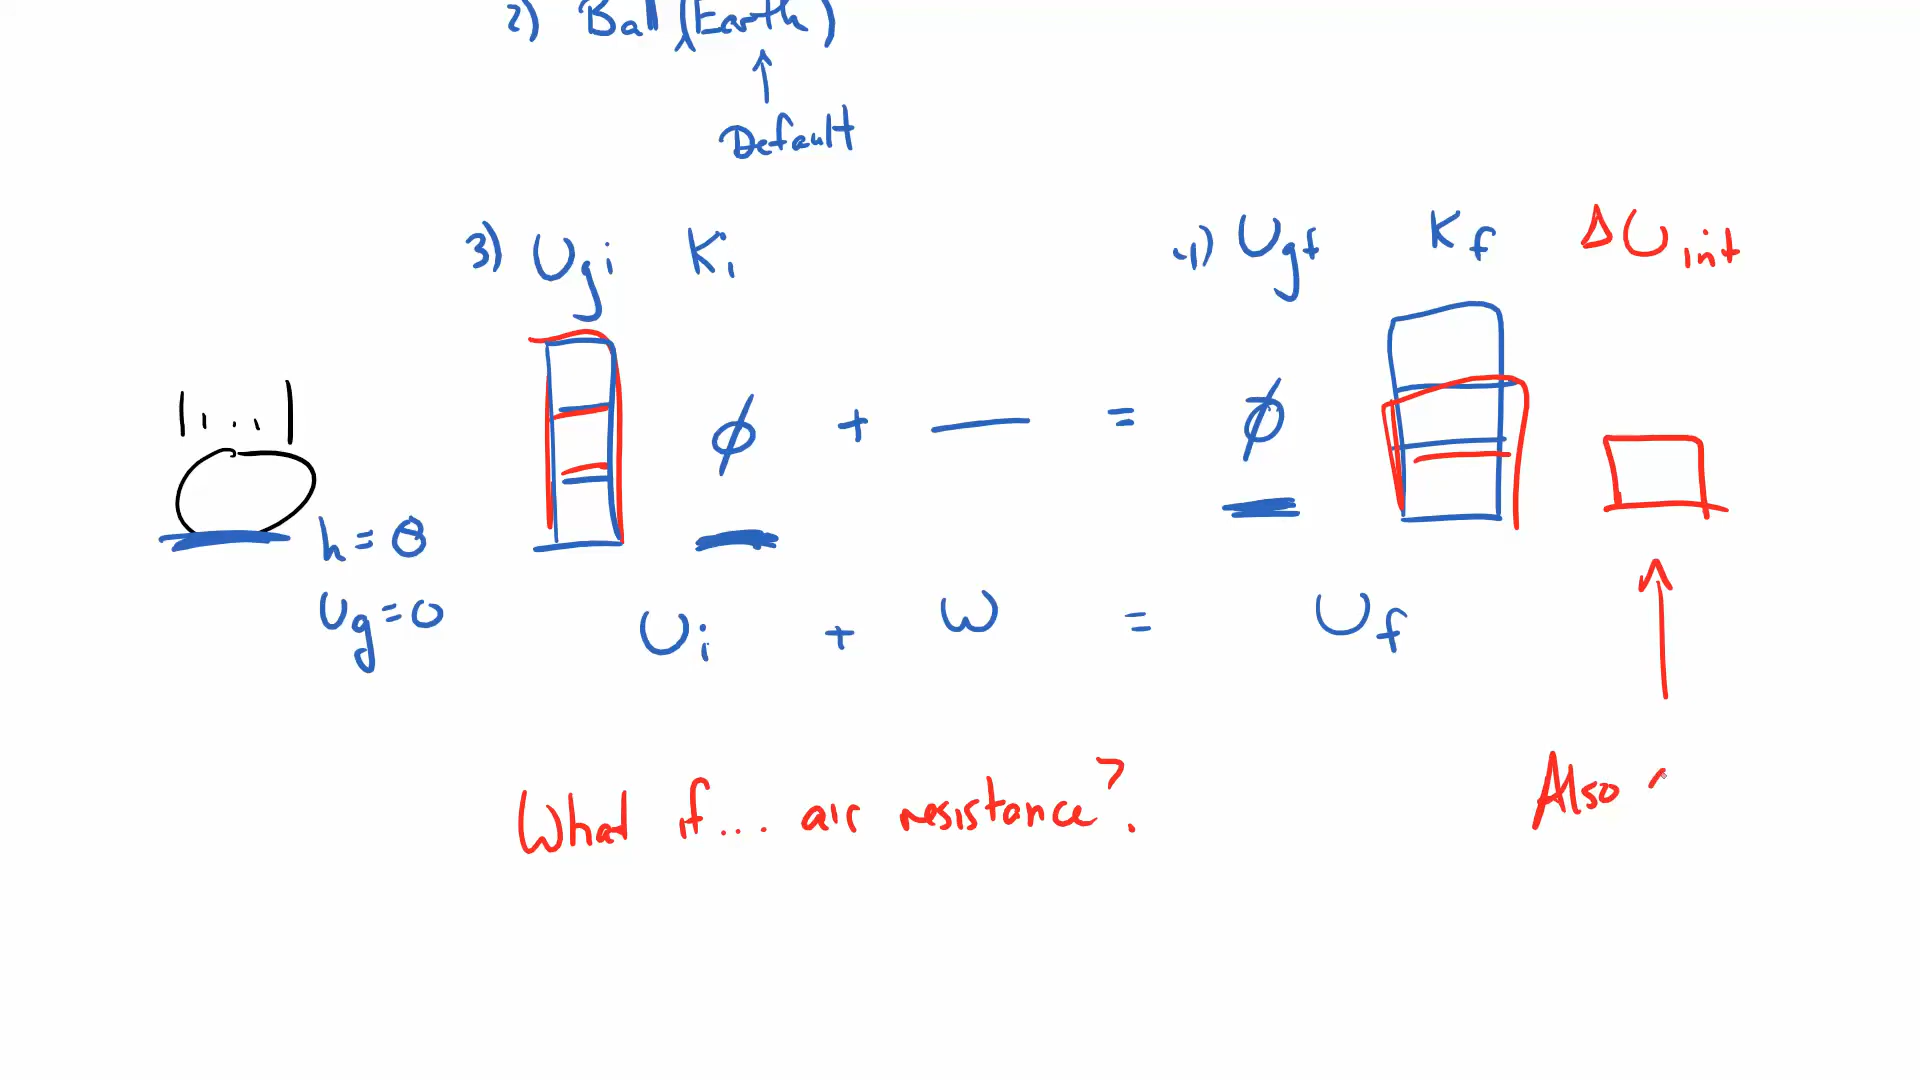 2) Ball (Earth)
↑
Default
3) Ugi Ki
4) Ugf Kf ΔUint
ϕ + — = ϕ
h = 0
Ug = 0
Ui + W = Uf
What if... air resistance?
Also